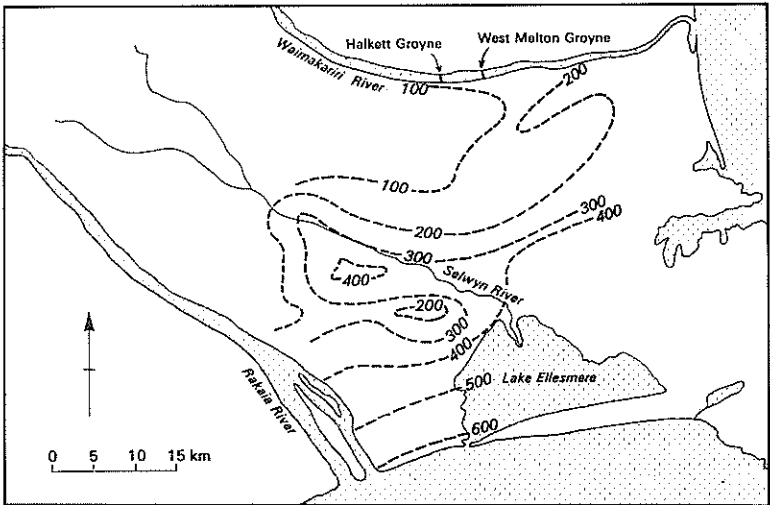 Halkett Groyne
West Melton Groyne
Waimakariri River
100
200
100
200
300
400
300
400
Selwyn River
200
300
400
500
Lake Ellesmere
600
Rakaia River
0 5 10 15 km